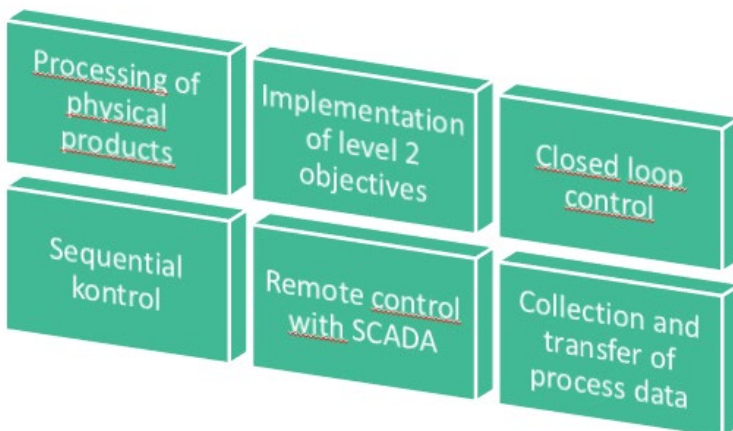 Processing of
physical
products
Implementation
of level 2
objectives
Closed loop
control
Sequential
kontrol
Remote control
with SCADA
Collection and
transfer of
process data